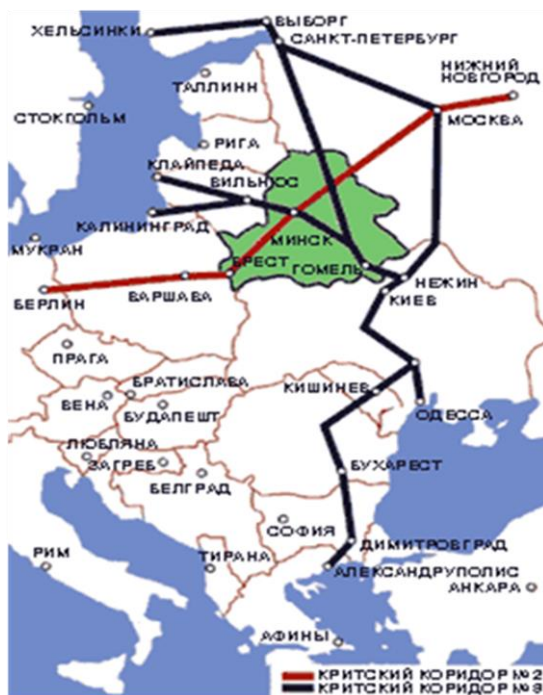 ХЕЛЬСИНКИ
ВЫБОРГ
САНКТ-ПЕТЕРБУРГ
НИЖНИЙ
НОВГОРОД
ТАЛЛИНН
СТОКГОЛЬМ
МОСКВА
РИГА
КЛАЙПЕДА
ВИЛЬНЮС
КАЛИНИНГРАД
МИНСК
МУКРАН
БРЕСТ
ГОМЕЛЬ
НЕЖИН
БЕРЛИН
ВАРШАВА
КИЕВ
ПРАГА
БРАТИСЛАВА
КИШИНЕВ
ВЕНА
БУДАПЕШТ
ОДЕССА
ЛЮБЛЯНА
ЗАГРЕБ
БУХАРЕСТ
БЕЛГРАД
СОФИЯ
ДИМИТРОВГРАД
РИМ
ТИРАНА
АЛЕКСАНДРУПОЛИС
АНКАРА
АФИНЫ
КРИТСКИЙ КОРИДОР №2
КРИТСКИЙ КОРИДОР №9